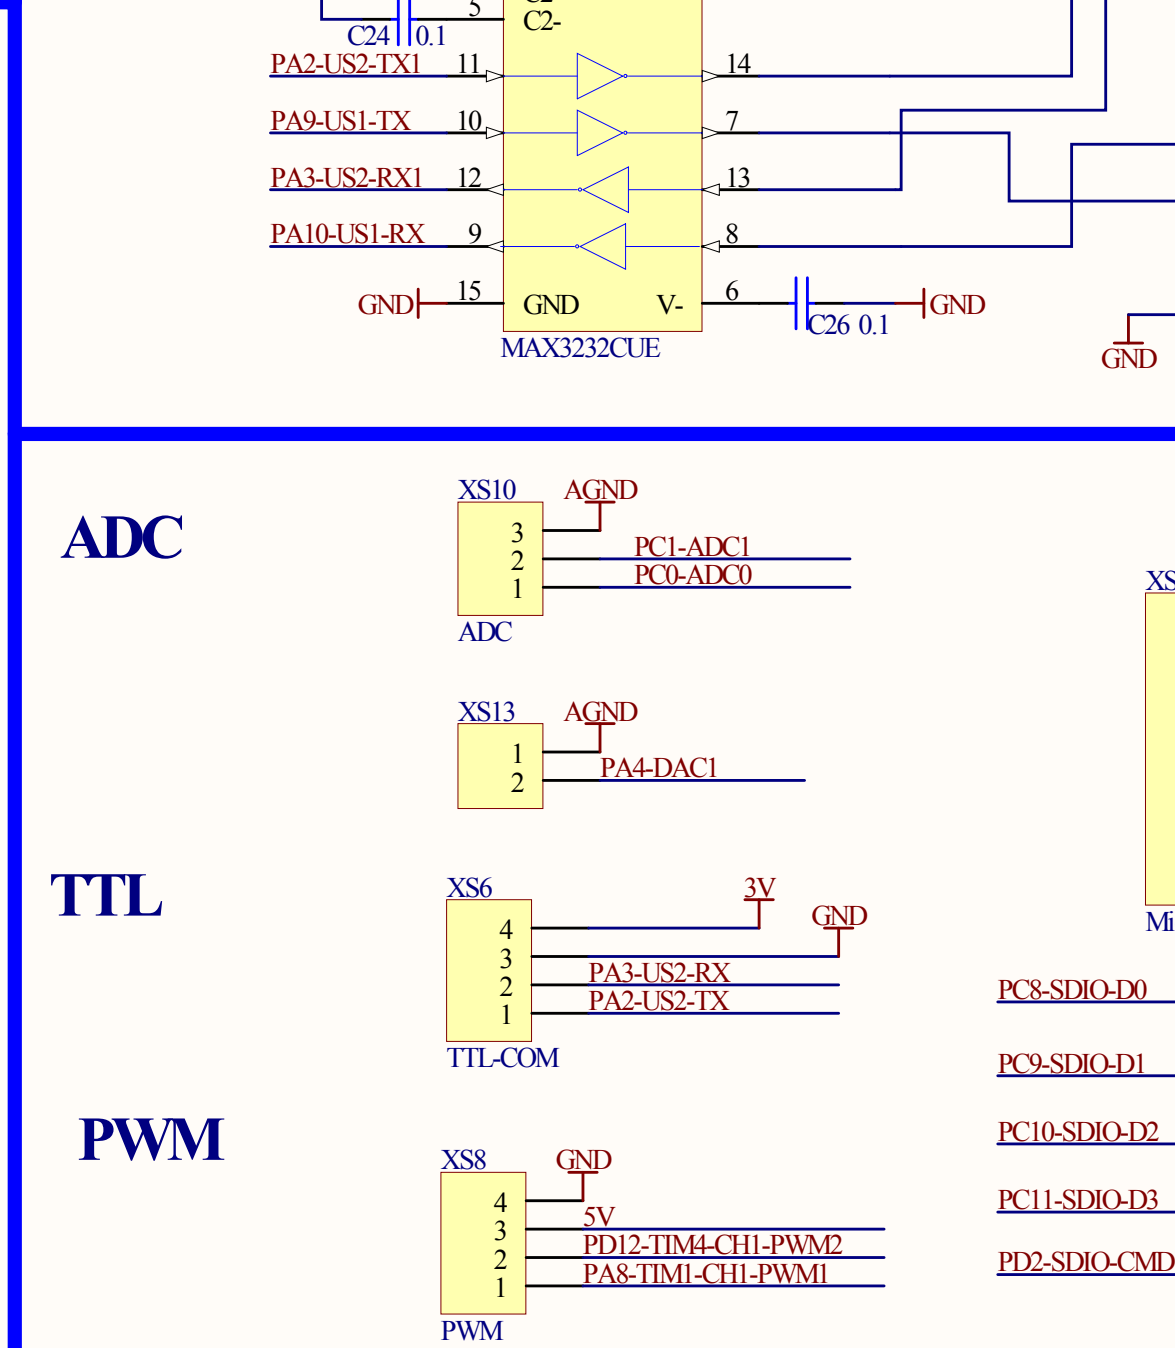 5
C2-
C24 0.1
PA2-US2-TX1 11 14
PA9-US1-TX 10 7
PA3-US2-RX1 12 13
PA10-US1-RX 9 8
GND 15 GND V- 6 GND
C26 0.1
MAX3232CUE
GND
XS10 AGND
ADC
3
2 PC1-ADC1
1 PC0-ADC0
ADC
XS13 AGND
1
2 PA4-DAC1
TTL
XS6 3V
GND
4
3
2 PA3-US2-RX
1 PA2-US2-TX
TTL-COM
PWM
XS8 GND
4
3 5V
2 PD12-TIM4-CH1-PWM2
1 PA8-TIM1-CH1-PWM1
PWM
XS
Mi
PC8-SDIO-D0
PC9-SDIO-D1
PC10-SDIO-D2
PC11-SDIO-D3
PD2-SDIO-CMD